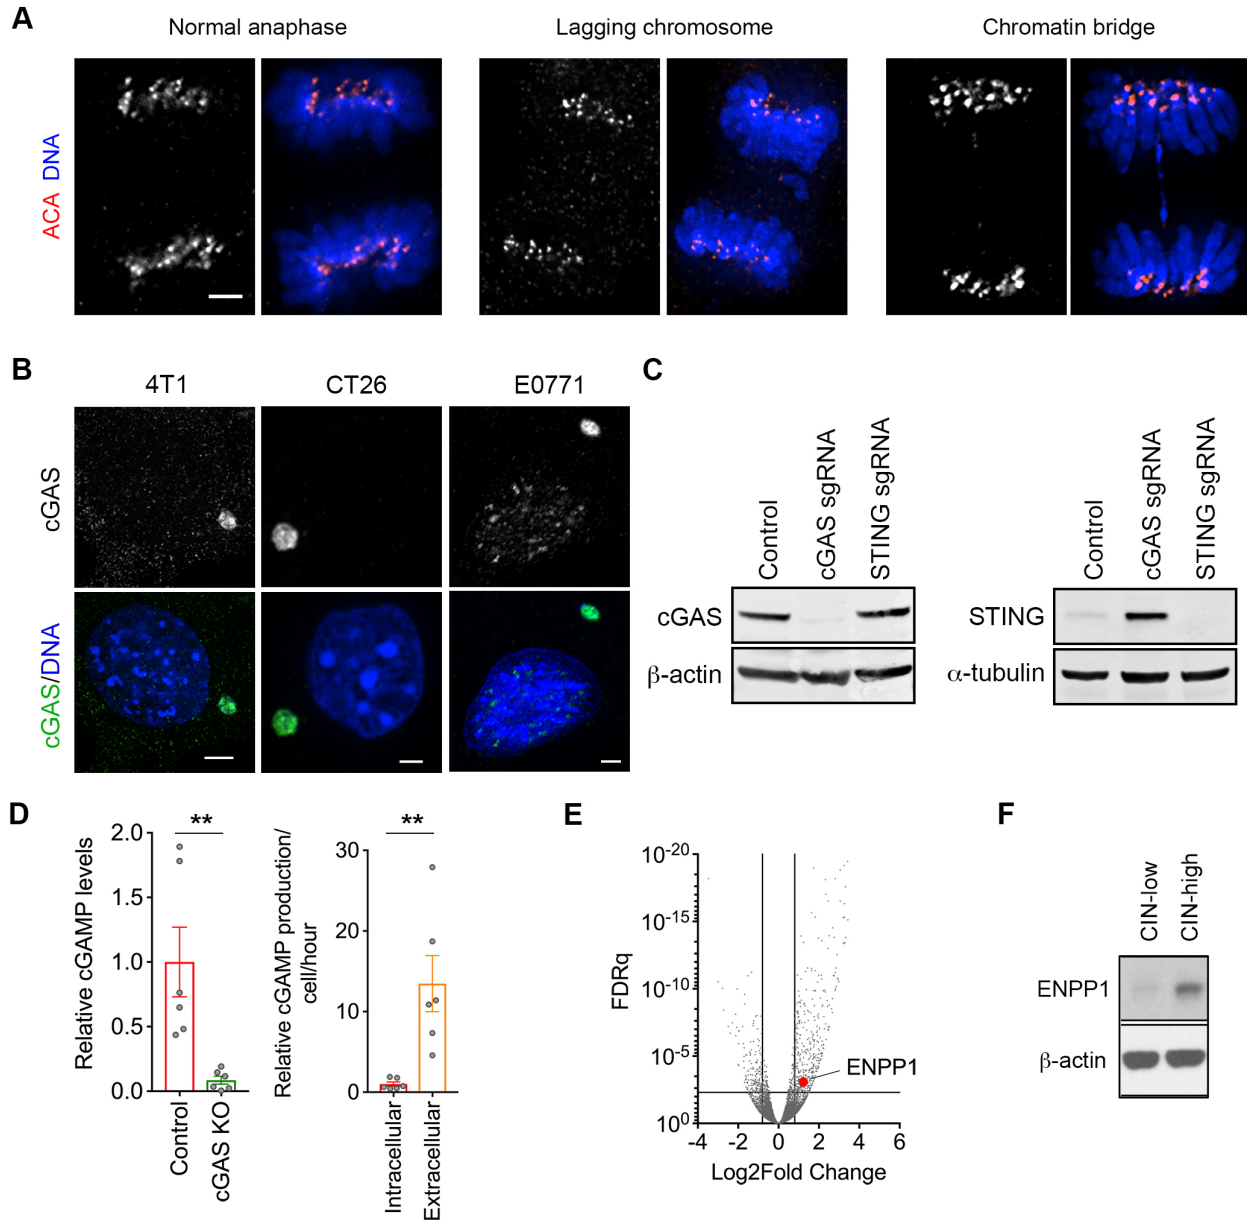 A
Normal anaphase
Lagging chromosome
Chromatin bridge
ACA DNA
B
4T1
CT26
E0771
cGAS
cGAS/DNA
C
Control
cGAS sgRNA
STING sgRNA
cGAS
β-actin
Control
cGAS sgRNA
STING sgRNA
STING
α-tubulin
D
Relative cGAMP levels
2.0
1.5
1.0
0.5
0.0
**
Control
cGAS KO
Relative cGAMP production/
cell/hour
30
20
10
0
**
Intracellular
Extracellular
E
FDRq
10-20
10-15
10-10
10-5
100
ENPP1
-4 -2 0 2 4 6
Log2Fold Change
F
CIN-low
CIN-high
ENPP1
β-actin